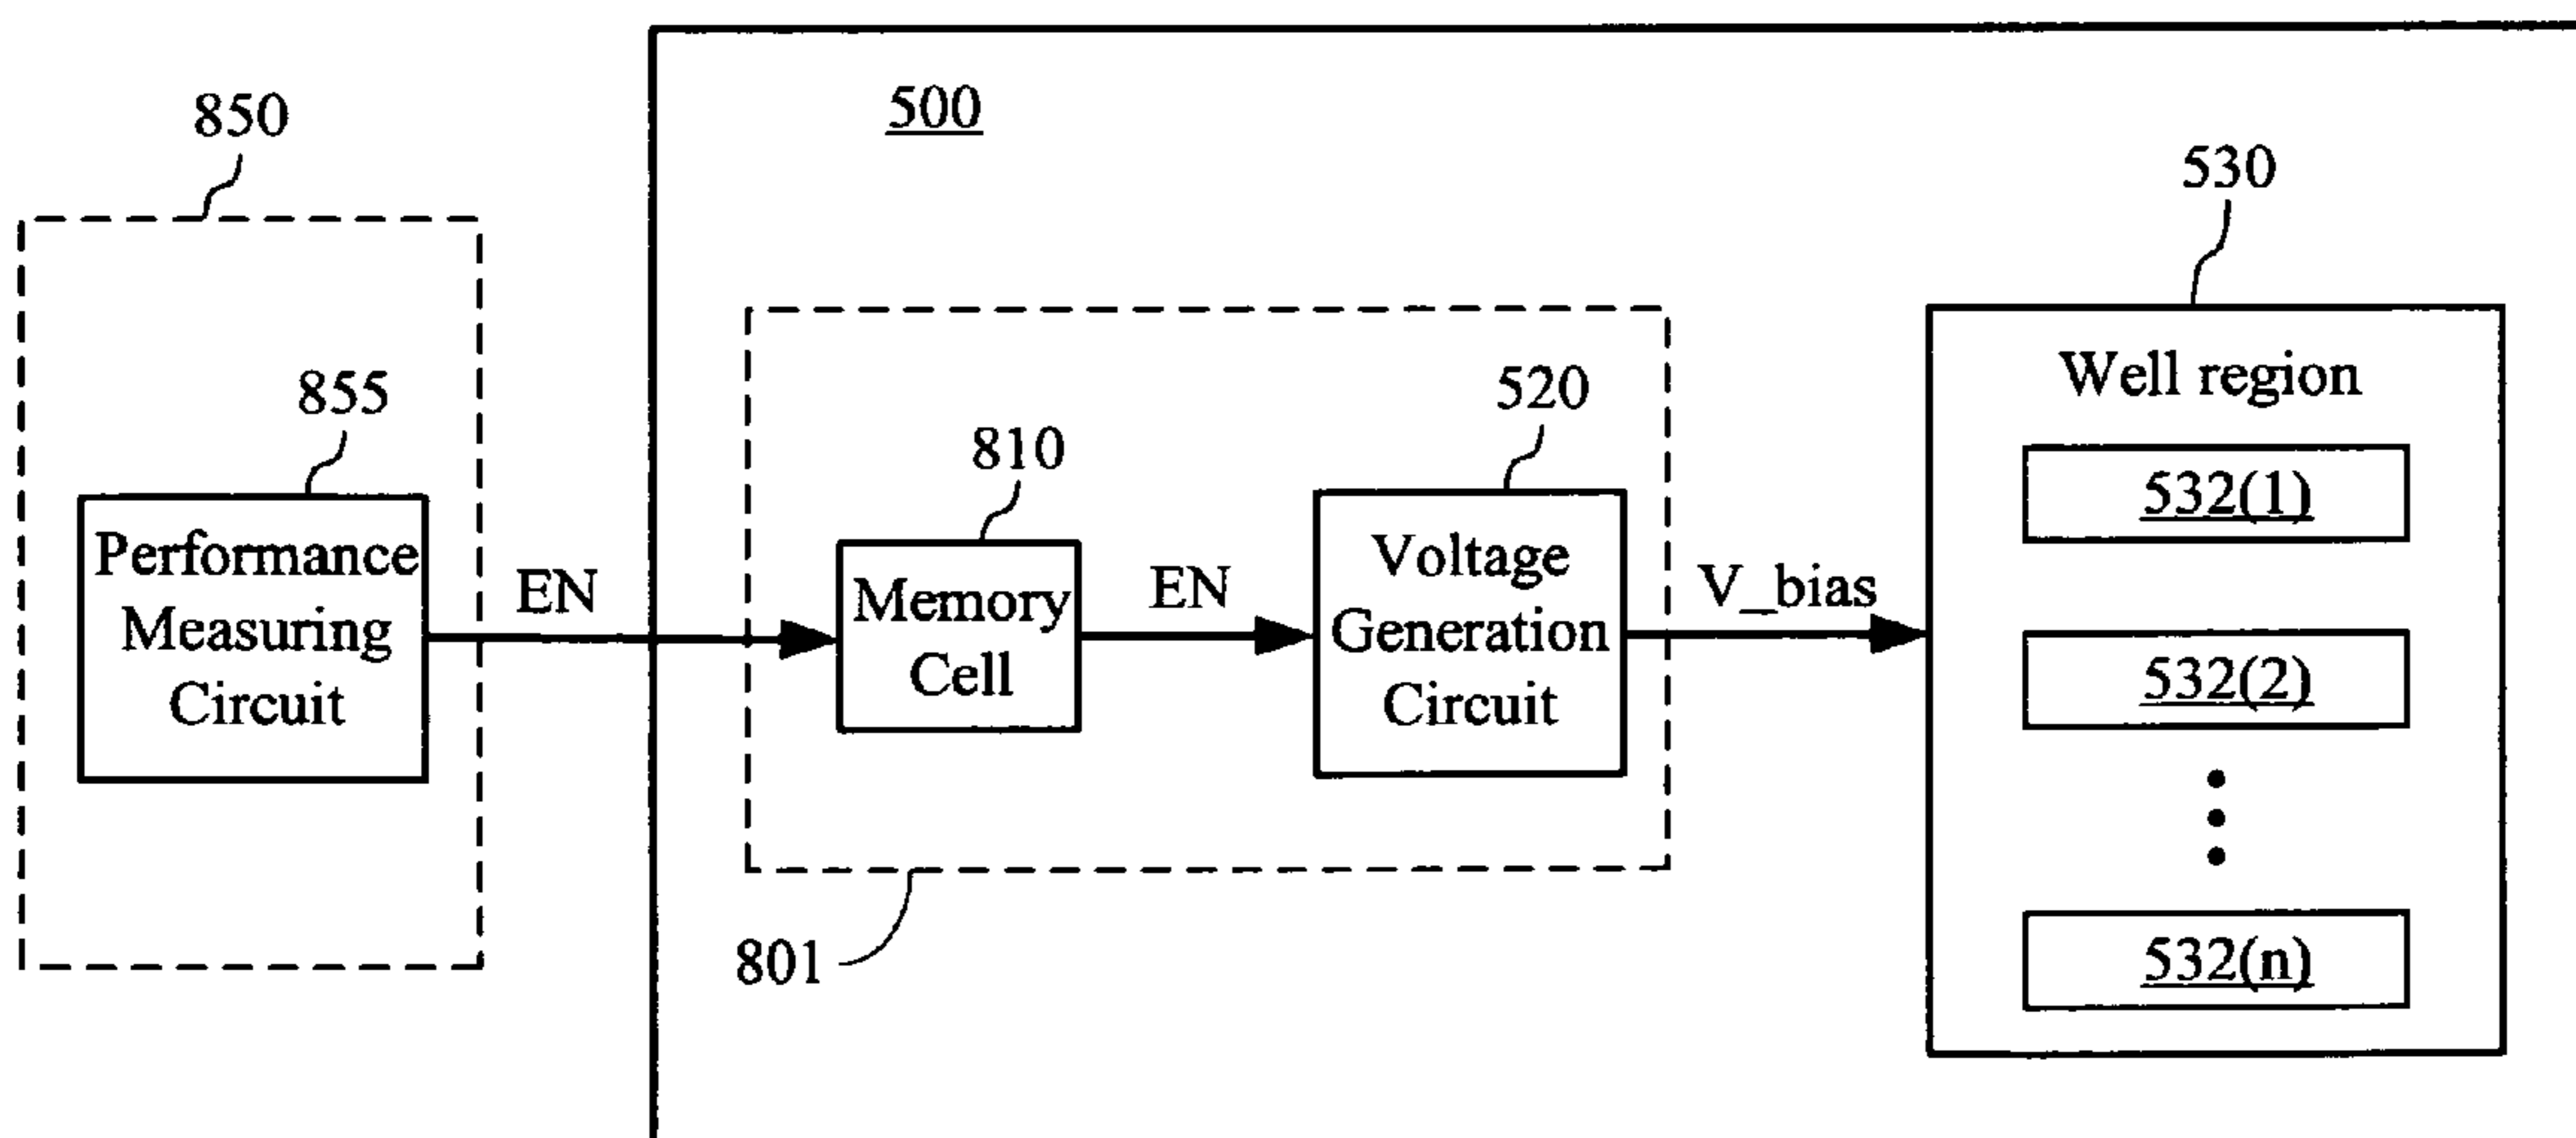 500
850
530
Well region
855
520
810
532(1)
Performance
Measuring
Circuit
EN
Memory
Cell
EN
Voltage
Generation
Circuit
V_bias
532(2)
801
532(n)